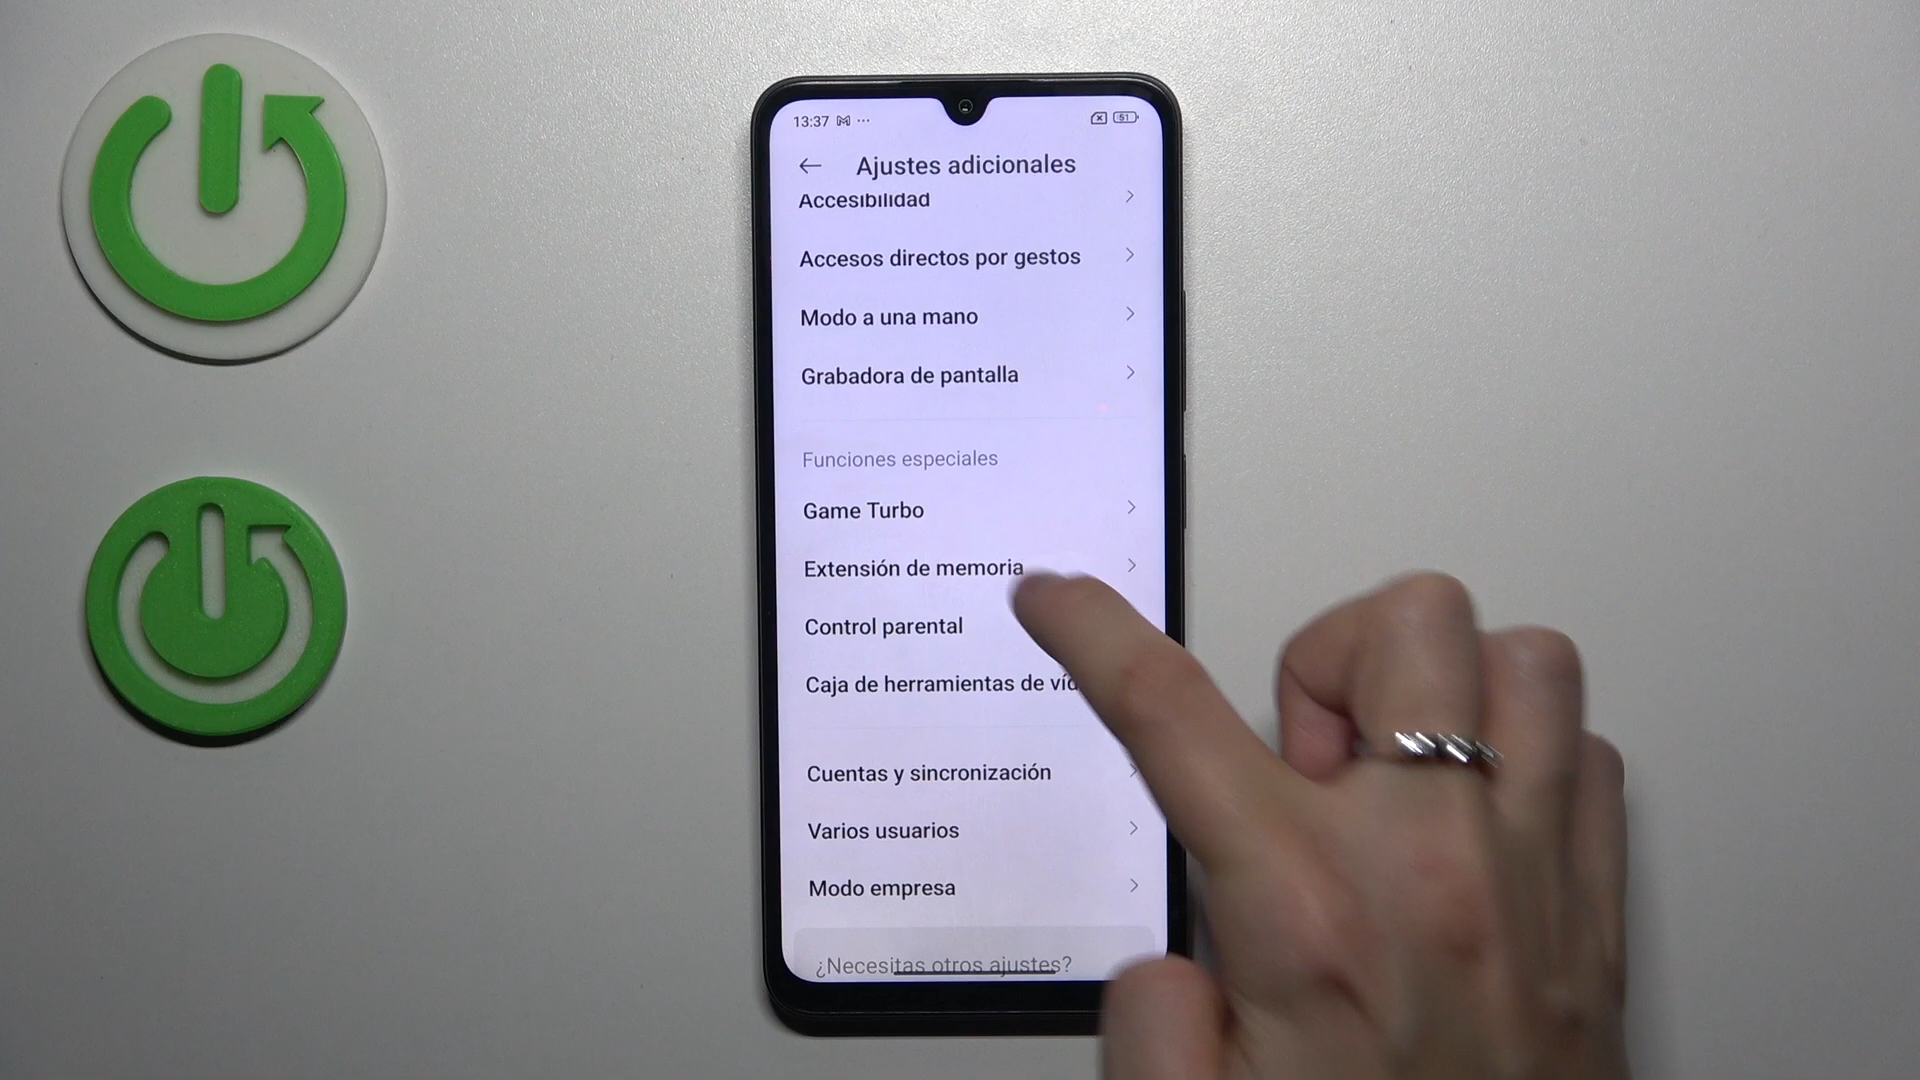 13:37
51
Ajustes adicionales
Accesibilidad
Accesos directos por gestos
Modo a una mano
Grabadora de pantalla
Funciones especiales
Game Turbo
Extensión de memoria
Control parental
Caja de herramientas de
Cuentas y sincronización
Varios usuarios
Modo empresa
¿Necesitas otros ajustes?